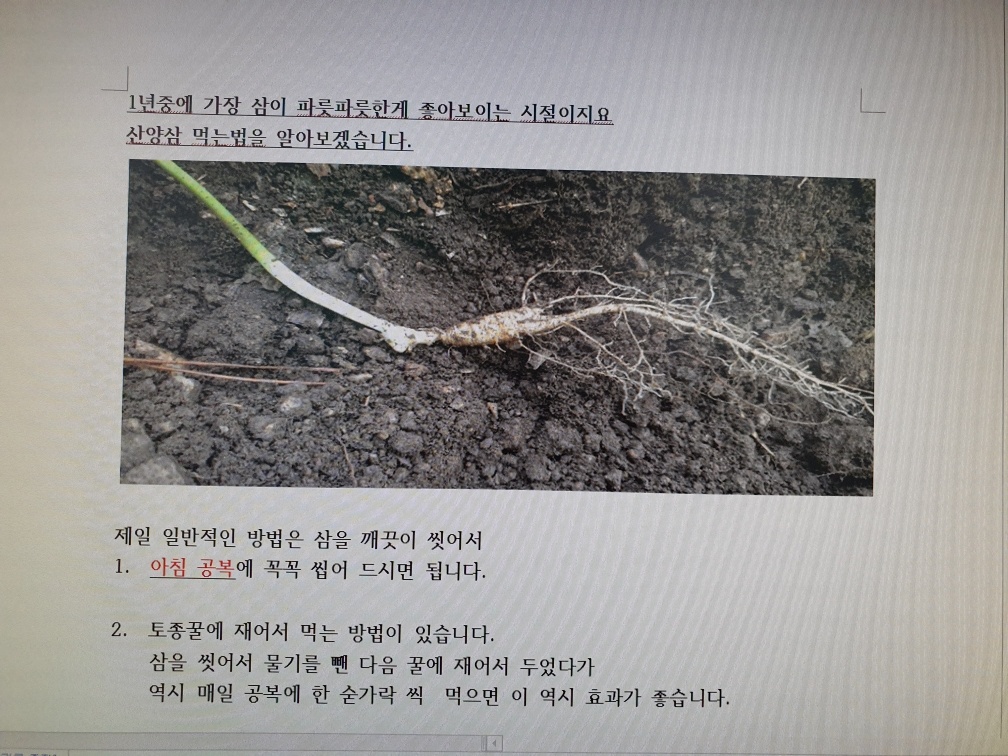 1년중에 가장 삼이 파릇파릇한게 좋아보이는 시절이지요
산양삼 먹는법을 알아보겠습니다.
제일 일반적인 방법은 삼을 깨끗이 씻어서
1. 아침 공복에 꼭꼭 씹어 드시면 됩니다.
2. 토종꿀에 재어서 먹는 방법이 있습니다.
삼을 씻어서 물기를 뺀 다음 꿀에 재어서 두었다가
역시 매일 공복에 한 숟가락 씩 먹으면 이 역시 효과가 좋습니다.